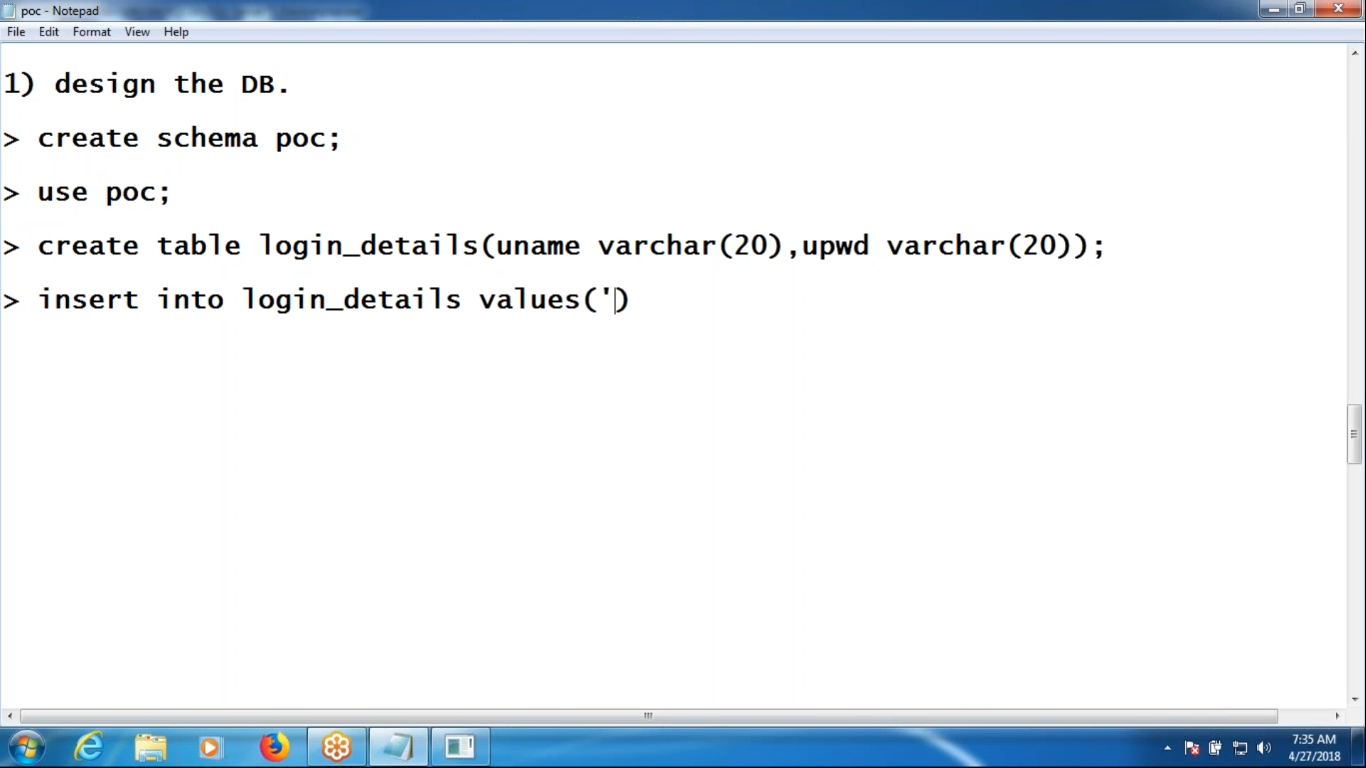 poc - Notepad
File Edit Format View Help
1) design the DB.
> create schema poc;
> use poc;
> create table login_details(uname varchar(20),upwd varchar(20));
> insert into login_details values(')
7:35 AM
4/27/2018